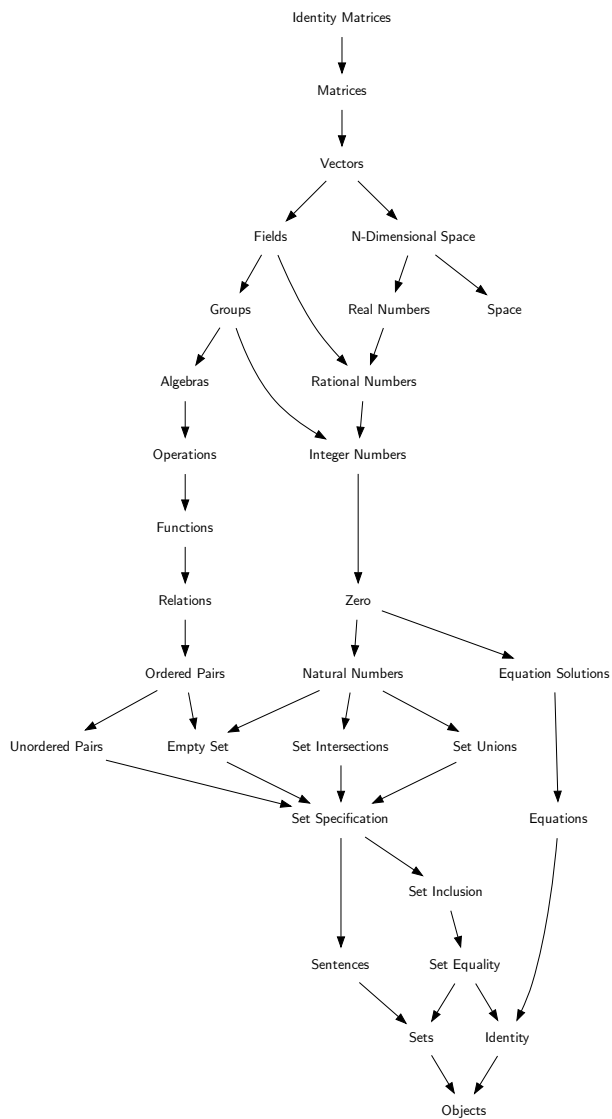 Identity Matrices
Matrices
Vectors
Fields
N-Dimensional Space
Groups
Real Numbers
Space
Algebras
Rational Numbers
Operations
Integer Numbers
Functions
Relations
Zero
Ordered Pairs
Natural Numbers
Equation Solutions
Unordered Pairs
Empty Set
Set Intersections
Set Unions
Set Specification
Equations
Set Inclusion
Sentences
Set Equality
Sets
Identity
Objects